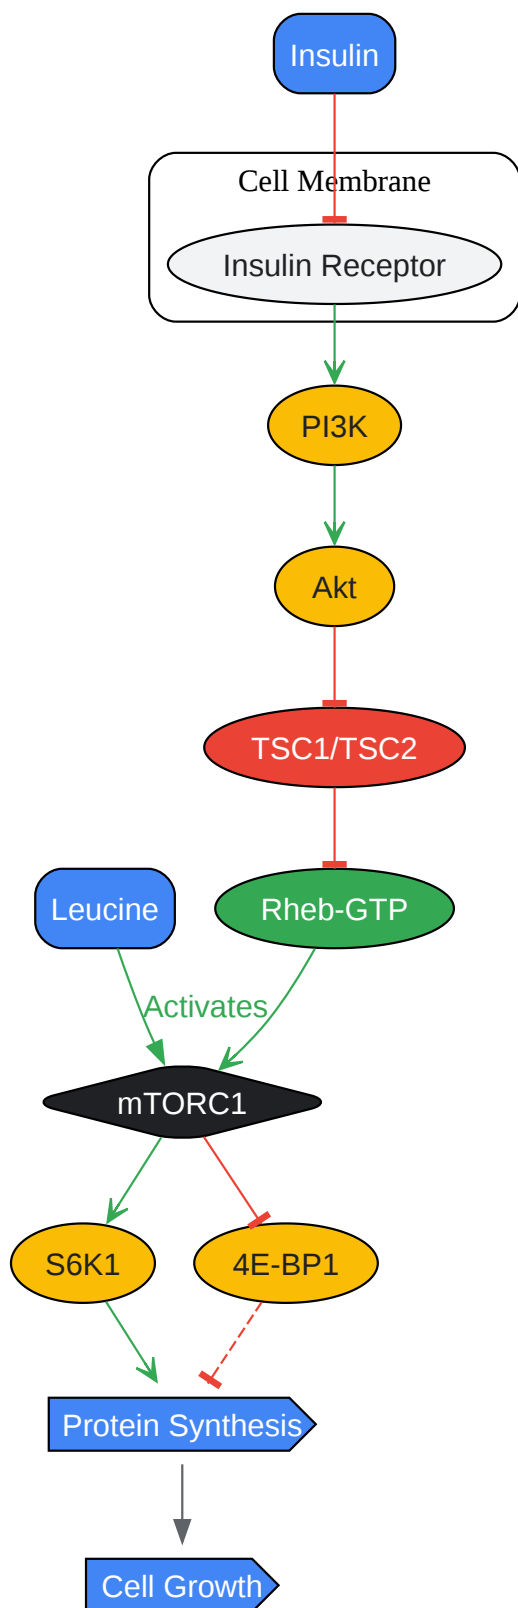 Insulin
Cell Membrane
Insulin Receptor
PI3K
Akt
TSC1/TSC2
Leucine
Rheb-GTP
Activates
mTORC1
S6K1
4E-BP1
Protein Synthesis
Cell Growth